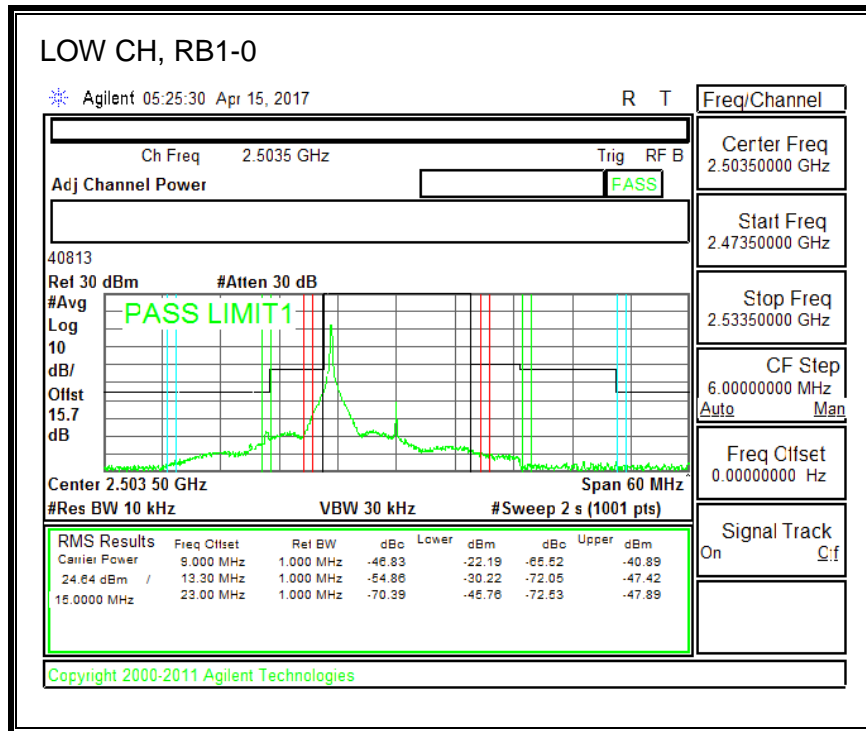 LOW CH, RB1-0
Agilent 05:25:30 Apr 15, 2017 R T
Freq/Channel
Ch Freq 2.5035 GHz Trig RF B
Adj Channel Power PASS
Center Freq
2.50350000 GHz
Start Freq
2.47350000 GHz
Stop Freq
2.53350000 GHz
CF Step
6.00000000 MHz
Auto Man
Freq Offset
0.00000000 Hz
Signal Track
On Off
40813
Ref 30 dBm #Atten 30 dB
#Avg
Log
10
dB/
Offst
15.7
dB
PASS LIMIT1
Center 2.503 50 GHz Span 60 MHz
#Res BW 10 kHz VBW 30 kHz #Sweep 2 s (1001 pts)
RMS Results Freq Offset Ref BW dBc Lower dBm dBc Upper dBm
Carrier Power 9.000 MHz 1.000 MHz -46.83 -22.19 -65.52 -40.89
24.64 dBm / 13.30 MHz 1.000 MHz -54.86 -30.22 -72.05 -47.42
15.0000 MHz 23.00 MHz 1.000 MHz -70.39 -45.76 -72.53 -47.89
Copyright 2000-2011 Agilent Technologies